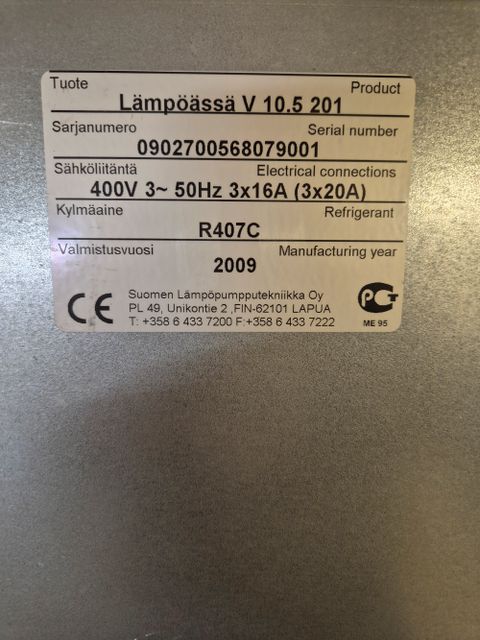 Tuote Product
Lämpöässä V 10.5 201
Sarjanumero Serial number
0902700568079001
Sähköliitäntä Electrical connections
400V 3~ 50Hz 3x16A (3x20A)
Kylmäaine Refrigerant
R407C
Valmistusvuosi Manufacturing year
2009
CE
Suomen Lämpöpumpputekniikka Oy
PL 49, Unikontie 2 ,FIN-62101 LAPUA
T: +358 6 433 7200 F:+358 6 433 7222
РСТ
ME 95